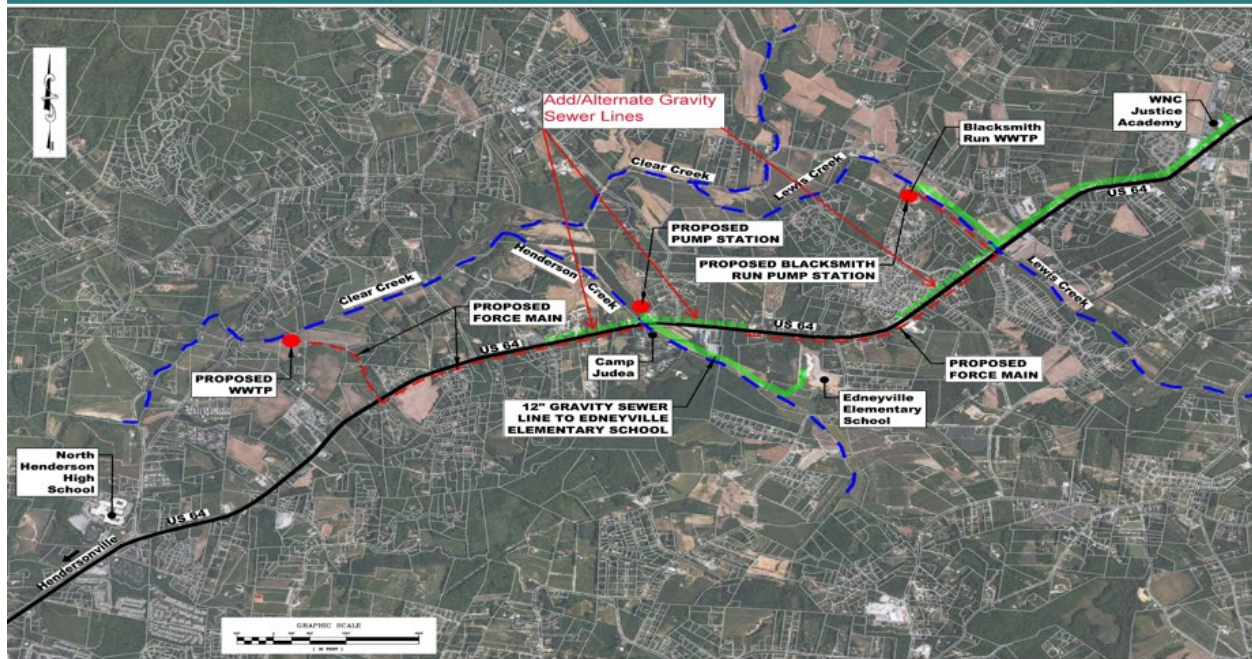 Add/Alternate Gravity
Sewer Lines
WNC
Justice
Academy
Blacksmith
Run WWTP
Clear Creek
Lewis Creek
US 64
PROPOSED
PUMP STATION
PROPOSED BLACKSMITH
RUN PUMP STATION
Henderson Creek
Lewis Creek
Clear Creek
PROPOSED
FORCE MAIN
US 64
US 64
PROPOSED
WWTP
Camp
Judea
PROPOSED
FORCE MAIN
12" GRAVITY SEWER
LINE TO EDNEYVILLE
ELEMENTARY SCHOOL
Edneyville
Elementary
School
North
Henderson
High
School
US 64
Hendersonville
GRAPHIC SCALE